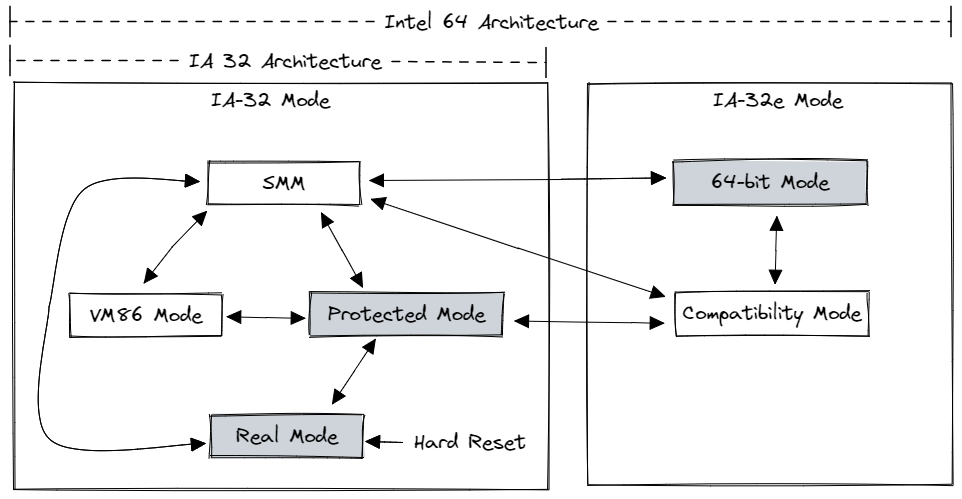 Intel 64 Architecture
IA 32 Architecture
IA-32 Mode
IA-32e Mode
SMM
64-bit Mode
VM86 Mode
Protected Mode
Compatibility Mode
Real Mode
Hard Reset